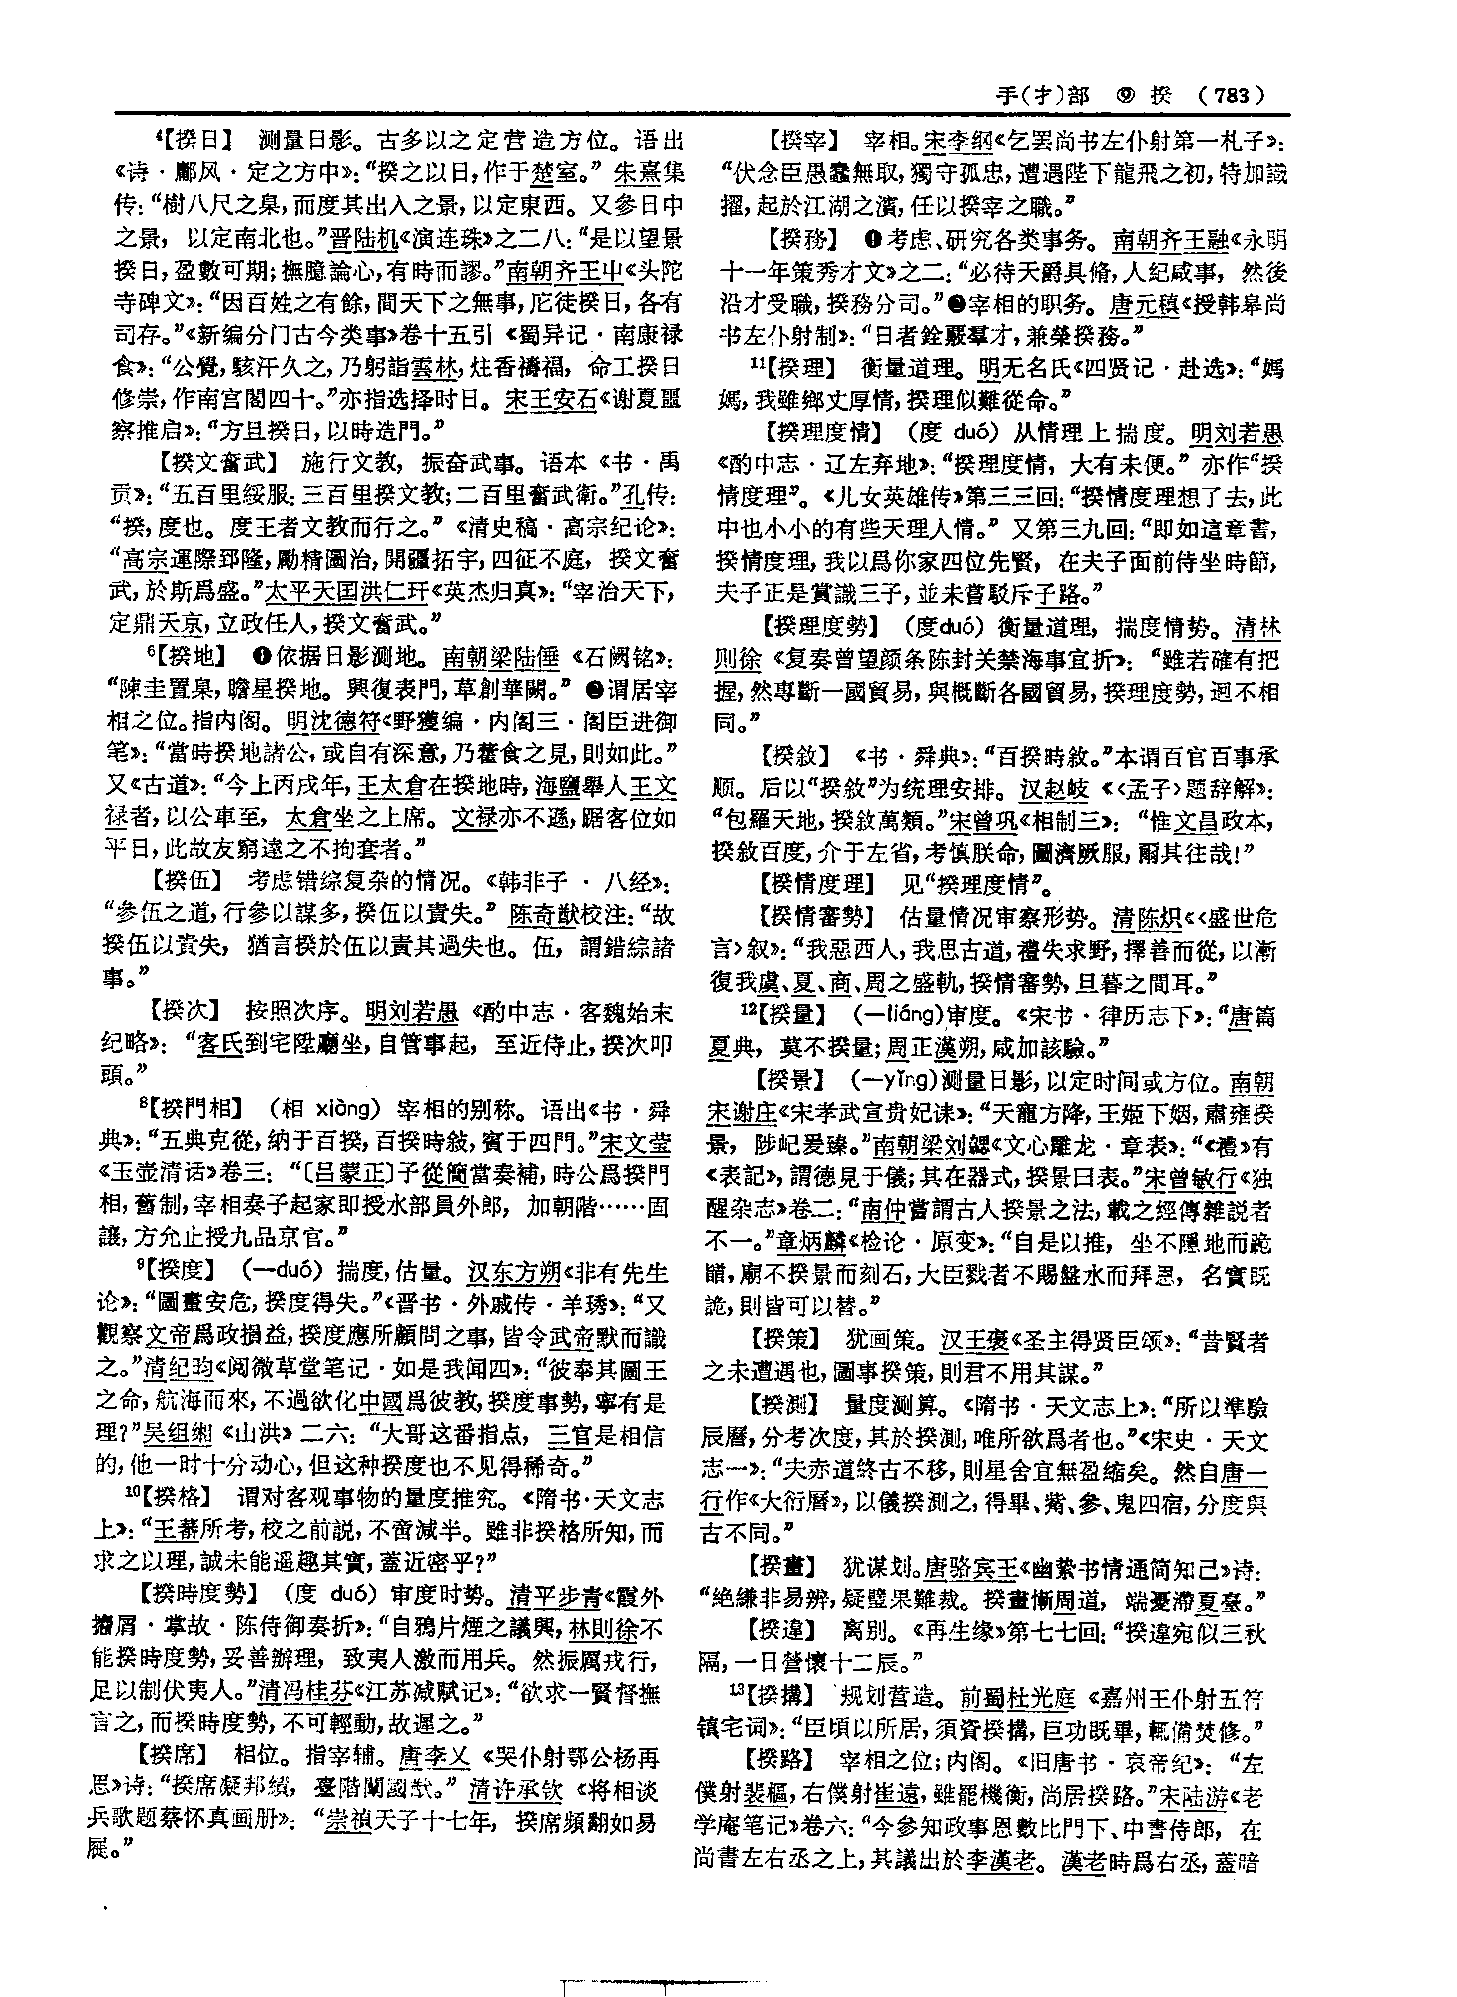 手(扌)部 ⑨ 揆 (783)
4【揆日】 测量日影。古多以之定营造方位。语出
《诗·鄘风·定之方中》：“揆之以日，作于楚室。”朱熹集
传：“樹八尺之臬，而度其出入之景，以定東西。又參日中
之景，以定南北也。”晋陆机《演连珠》之二八：“是以望景
揆日，盈數可期；撫臆論心，有時而謬。”南朝齐王屮《头陀
寺碑文》：“因百姓之有餘，間天下之無事，庀徒揆日，各有
司存。”《新编分门古今类事》卷十五引《蜀异记·南康禄
食》：“公覺，駭汗久之，乃躬詣雲林，炷香禱福，命工揆日
修崇，作南宫閣四十。”亦指选择时日。宋王安石《谢夏噩
察推启》：“方且揆日，以時造門。”
【揆文奮武】 施行文教，振奋武事。语本《书·禹
贡》：“五百里綏服：三百里揆文教；二百里奮武衛。”孔传：
“揆，度也。度王者文教而行之。”《清史稿·高宗纪论》：
“高宗運際郅隆，勵精圖治，開疆拓宇，四征不庭，揆文奮
武，於斯爲盛。”太平天囯洪仁玕《英杰归真》：“宰治天下，
定鼎天京，立政任人，揆文奮武。”
6【揆地】 ❶依据日影测地。南朝梁陆倕《石阙铭》：
“陳圭置臬，瞻星揆地。興復表門，草創華闕。”❷谓居宰
相之位。指内阁。明沈德符《野獲编·内阁三·阁臣进御
笔》：“當時揆地諸公，或自有深意，乃藿食之見，則如此。”
又《古道》：“今上丙戌年，王太倉在揆地時，海鹽舉人王文
禄者，以公車至，太倉坐之上席。文禄亦不遜，踞客位如
平日，此故友窮遠之不拘套者。”
【揆伍】 考虑错综复杂的情况。《韩非子·八经》：
“參伍之道，行參以謀多，揆伍以責失。”陈奇猷校注：“故
揆伍以責失，猶言揆於伍以責其過失也。伍，謂錯綜諸
事。”
【揆次】 按照次序。明刘若愚《酌中志·客魏始末
纪略》：“客氏到宅陞廳坐，自管事起，至近侍止，揆次叩
頭。”
8【揆門相】 （相 xiàng）宰相的别称。语出《书·舜
典》：“五典克從，納于百揆，百揆時敍，賓于四門。”宋文莹
《玉壶清话》卷三：“〔吕蒙正〕子從簡當奏補，時公爲揆門
相，舊制，宰相奏子起家即授水部員外郎，加朝階……固
讓，方允止授九品京官。”
9【揆度】 （—duó）揣度，估量。汉东方朔《非有先生
论》：“圖畫安危，揆度得失。”《晋书·外戚传·羊琇》：“又
觀察文帝爲政損益，揆度應所顧問之事，皆令武帝默而識
之。”清纪昀《阅微草堂笔记·如是我闻四》：“彼奉其國王
之命，航海而來，不過欲化中國爲彼教，揆度事勢，寧有是
理？”吴组缃《山洪》二六：“大哥这番指点，三官是相信
的，他一时十分动心，但这种揆度也不见得稀奇。”
10【揆格】 谓对客观事物的量度推究。《隋书·天文志
上》：“王蕃所考，校之前説，不啻減半。雖非揆格所知，而
求之以理，誠未能遥趣其實，蓋近密乎？”
【揆時度勢】 （度 duó）审度时势。清平步青《霞外
攟屑·掌故·陈侍御奏折》：“自鴉片煙之議興，林則徐不
能揆時度勢，妥善辦理，致夷人激而用兵。然振厲戎行，
足以制伏夷人。”清冯桂芬《江苏减赋记》：“欲求一賢督撫
言之，而揆時度勢，不可輕動，故遲之。”
【揆席】 相位。指宰辅。唐李乂《哭仆射鄂公杨再
思》诗：“揆席凝邦績，臺階闡國猷。”清许承钦《将相谈
兵歌题蔡怀真画册》：“崇禎天子十七年，揆席頻翻如易
屣。”
【揆宰】 宰相。宋李纲《乞罢尚书左仆射第一札子》：
“伏念臣愚蠢無取，獨守孤忠，遭遇陛下龍飛之初，特加識
擢，起於江湖之濱，任以揆宰之職。”
【揆務】 ❶考虑、研究各类事务。南朝齐王融《永明
十一年策秀才文》之二：“必待天爵具脩，人紀咸事，然後
沿才受職，揆務分司。”❷宰相的职务。唐元稹《授韩皋尚
书左仆射制》：“日者銓覈羣才，兼榮揆務。”
11【揆理】 衡量道理。明无名氏《四贤记·赴选》：“媽
媽，我雖鄉丈厚情，揆理似難從命。”
【揆理度情】 （度 duó）从情理上揣度。明刘若愚
《酌中志·辽左弃地》：“揆理度情，大有未便。”亦作“揆
情度理”。《儿女英雄传》第三三回：“揆情度理想了去，此
中也小小的有些天理人情。”又第三九回：“即如這章書，
揆情度理，我以爲你家四位先賢，在夫子面前侍坐時節，
夫子正是賞識三子，並未嘗駁斥子路。”
【揆理度勢】 （度duó）衡量道理，揣度情势。清林
则徐《复奏曾望颜条陈封关禁海事宜折》：“雖若確有把
握，然專斷一國貿易，與概斷各國貿易，揆理度勢，迥不相
同。”
【揆敘】 《书·舜典》：“百揆時敘。”本谓百官百事承
顺。后以“揆敘”为统理安排。汉赵岐《〈孟子〉题辞解》：
“包羅天地，揆敘萬類。”宋曾巩《相制三》：“惟文昌政本，
揆敘百度，介于左省，考慎朕命，圖濟厥服，爾其往哉！”
【揆情度理】 见“揆理度情”。
【揆情審勢】 估量情况审察形势。清陈炽《〈盛世危
言〉叙》：“我惡西人，我思古道，禮失求野，擇善而從，以漸
復我虞、夏、商、周之盛軌，揆情審勢，旦暮之間耳。”
12【揆量】 （—liáng）审度。《宋书·律历志下》：“唐篇
夏典，莫不揆量；周正漢朔，咸加該驗。”
【揆景】 （—yǐng）测量日影，以定时间或方位。南朝
宋谢庄《宋孝武宣贵妃诔》：“天寵方降，王姬下姻，肅雍揆
景，陟屺爰臻。”南朝梁刘勰《文心雕龙·章表》：“《禮》有
《表記》，謂德見于儀；其在器式，揆景曰表。”宋曾敏行《独
醒杂志》卷二：“南仲嘗謂古人揆景之法，載之經傳雜説者
不一。”章炳麟《检论·原变》：“自是以推，坐不隱地而跪
䠆，廟不揆景而刻石，大臣戮者不賜盤水而拜恩，名實既
詭，則皆可以替。”
【揆策】 犹画策。汉王褒《圣主得贤臣颂》：“昔賢者
之未遭遇也，圖事揆策，則君不用其謀。”
【揆測】 量度测算。《隋书·天文志上》：“所以準驗
辰曆，分考次度，其於揆測，唯所欲爲者也。”《宋史·天文
志一》：“夫赤道終古不移，則星舍宜無盈縮矣。然自唐一
行作《大衍曆》，以儀揆測之，得畢、觜、參、鬼四宿，分度與
古不同。”
【揆畫】 犹谋划。唐骆宾王《幽絷书情通简知己》诗：
“絶縑非易辨，疑璧果難裁。揆畫慚周道，端憂滯夏臺。”
【揆違】 离别。《再生缘》第七七回：“揆違宛似三秋
隔，一日營懷十二辰。”
13【揆搆】 规划营造。前蜀杜光庭《嘉州王仆射五符
镇宅词》：“臣頃以所居，須資揆搆，巨功既畢，輒備焚修。”
【揆路】 宰相之位；内阁。《旧唐书·哀帝纪》：“左
僕射裴樞，右僕射崔遠，雖罷機衡，尚居揆路。”宋陆游《老
学庵笔记》卷六：“今參知政事恩數比門下、中書侍郎，在
尚書左右丞之上，其議出於李漢老。漢老時爲右丞，蓋暗